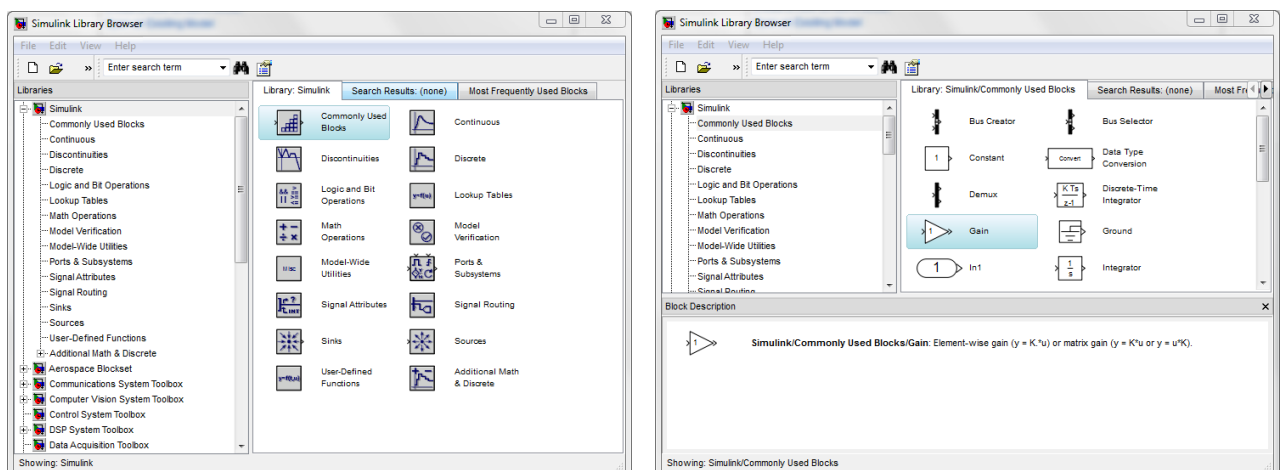 Simulink Library Browser
File Edit View Help
» Enter search term
Libraries
Library: Simulink Search Results: (none) Most Frequently Used Blocks
Simulink
Commonly Used Blocks
Continuous
Discontinuities
Discrete
Logic and Bit Operations
Lookup Tables
Math Operations
Model Verification
Model-Wide Utilities
Ports & Subsystems
Signal Attributes
Signal Routing
Sinks
Sources
User-Defined Functions
Additional Math & Discrete
Aerospace Blockset
Communications System Toolbox
Computer Vision System Toolbox
Control System Toolbox
DSP System Toolbox
Data Acquisition Toolbox
Commonly Used
Blocks
Continuous
Discontinuities
Discrete
Logic and Bit
Operations
y=f(u)
Lookup Tables
Math
Operations
Model
Verification
Misc
Model-Wide
Utilities
Ports &
Subsystems
Signal Attributes
Signal Routing
Sinks
Sources
User-Defined
Functions
Additional Math
& Discrete
Showing: Simulink
Simulink Library Browser
File Edit View Help
» Enter search term
Libraries
Library: Simulink/Commonly Used Blocks Search Results: (none)
Simulink
Commonly Used Blocks
Continuous
Discontinuities
Discrete
Logic and Bit Operations
Lookup Tables
Math Operations
Model Verification
Model-Wide Utilities
Ports & Subsystems
Signal Attributes
Signal Routing
Bus Creator
Bus Selector
1
Constant
Convert
Data Type
Conversion
Demux
K Ts
z-1
Discrete-Time
Integrator
1
Gain
Ground
1
In1
1
s
Integrator
Block Description
1
Simulink/Commonly Used Blocks/Gain: Element-wise gain (y = K.*u) or matrix gain (y = K*u or y = u*K).
Showing: Simulink/Commonly Used Blocks